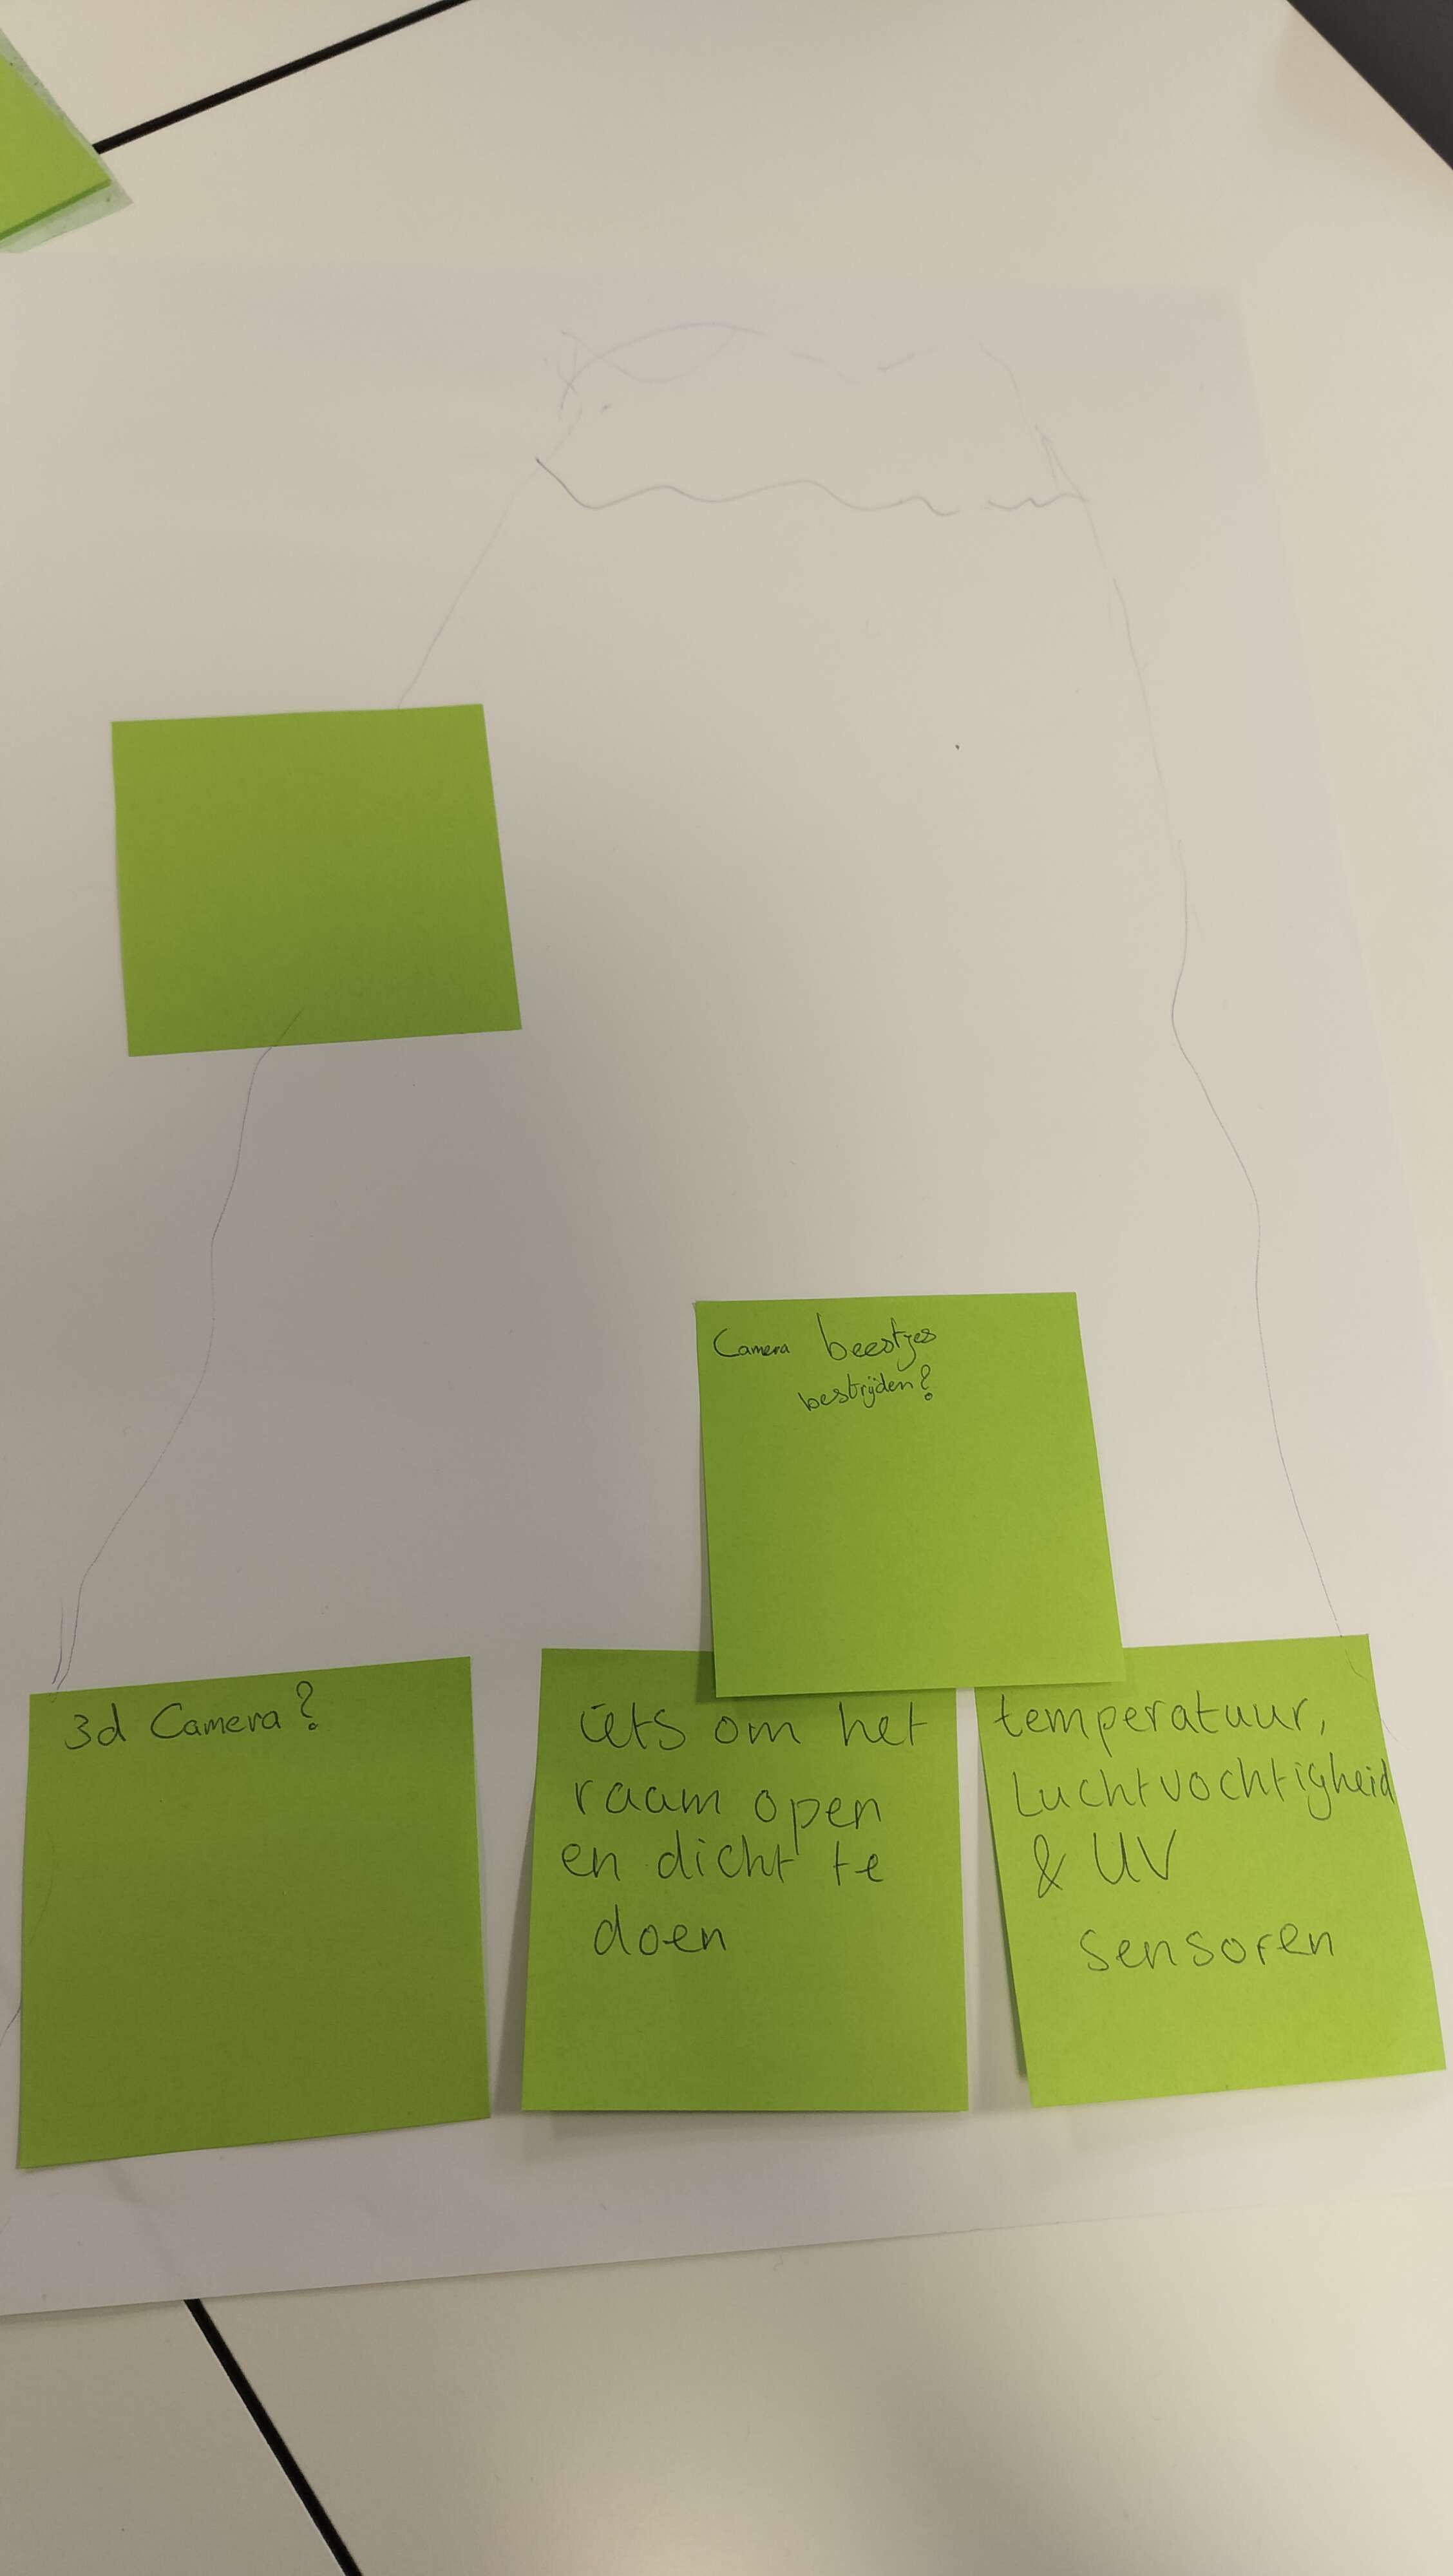 Camera beestjes
bestrijden?
3d Camera?
iets om het
raam open
en dicht te
doen
temperatuur,
Luchtvochtigheid
& UV
sensoren